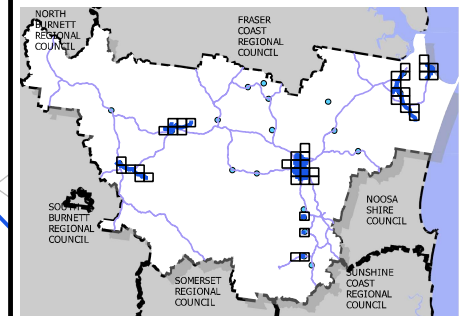 NORTH
BURNETT
REGIONAL
COUNCIL
FRASER
COAST
REGIONAL
COUNCIL
SOUTH
BURNETT
REGIONAL
COUNCIL
NOOSA
SHIRE
COUNCIL
SOMERSET
REGIONAL
COUNCIL
SUNSHINE
COAST
REGIONAL
COUNCIL